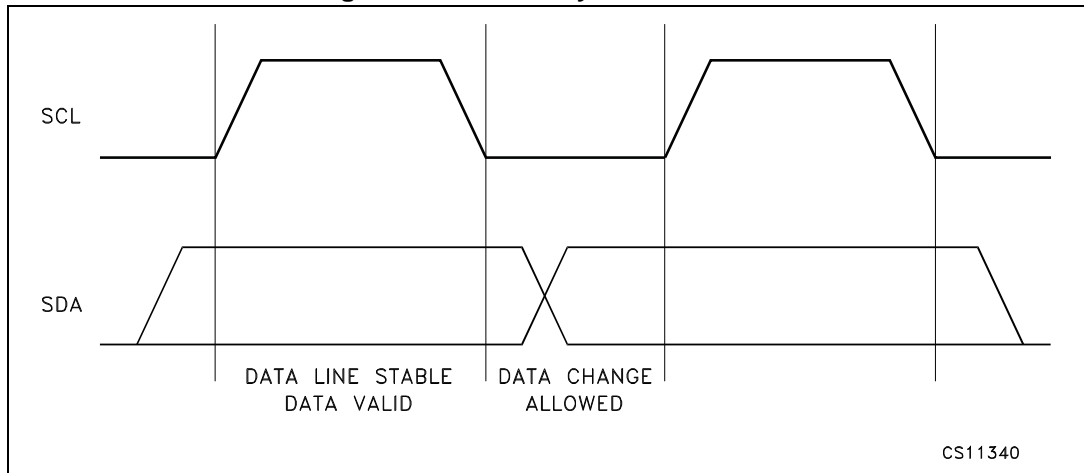 SCL
SDA
DATA LINE STABLE
DATA VALID
DATA CHANGE
ALLOWED
CS11340